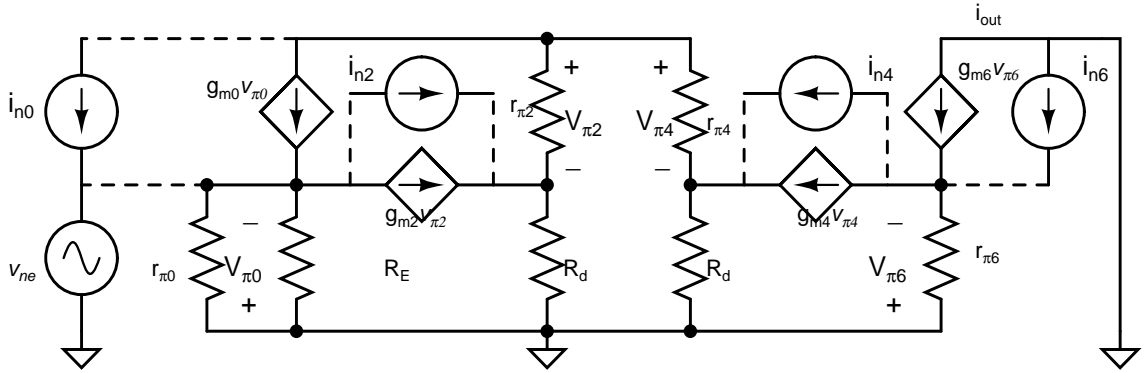 i_out
i_n0
g_m0 v_π0
i_n2
+
r_π2
V_π2
−
+
V_π4
r_π4
−
i_n4
g_m6 v_π6
i_n6
g_m2 v_π2
g_m4 v_π4
v_ne
r_π0
−
V_π0
+
R_E
R_d
R_d
−
V_π6
+
r_π6